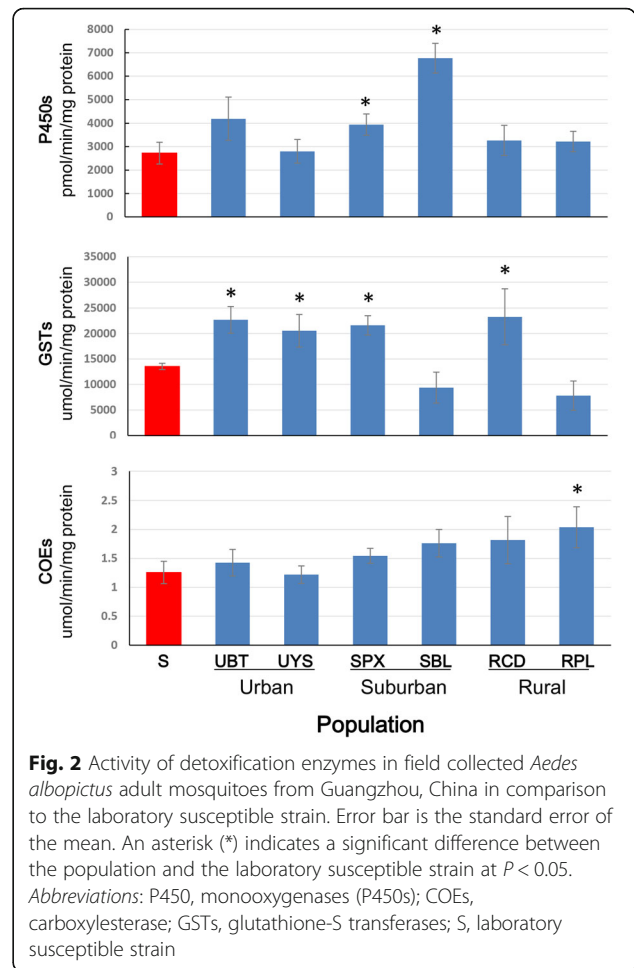 8000
7000
6000
5000
4000
3000
2000
1000
0
P450s
pmol/min/mg protein
*
*
35000
30000
25000
20000
15000
10000
5000
0
GSTs
umol/min/mg protein
*
*
*
*
3
2.5
2
1.5
1
0.5
0
COEs
umol/min/mg protein
*
S UBT UYS SPX SBL RCD RPL
Urban Suburban Rural
Population
Fig. 2 Activity of detoxification enzymes in field collected Aedes
albopictus adult mosquitoes from Guangzhou, China in comparison
to the laboratory susceptible strain. Error bar is the standard error of
the mean. An asterisk (*) indicates a significant difference between
the population and the laboratory susceptible strain at P < 0.05.
Abbreviations: P450, monooxygenases (P450s); COEs,
carboxylesterase; GSTs, glutathione-S transferases; S, laboratory
susceptible strain